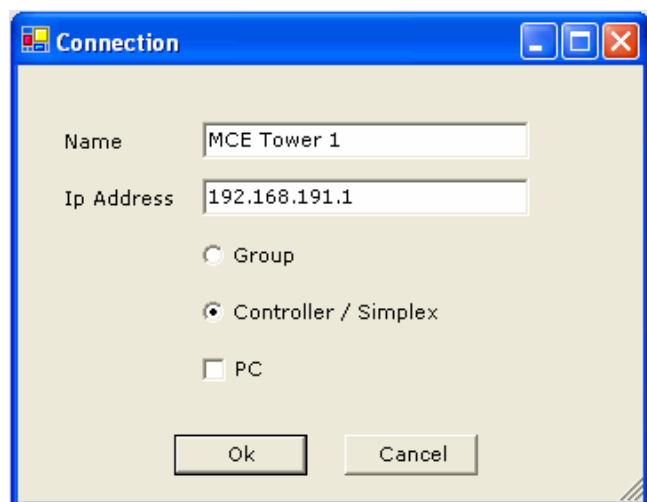 Connection
Name
MCE Tower 1
Ip Address
192.168.191.1
Group
Controller / Simplex
PC
Ok
Cancel